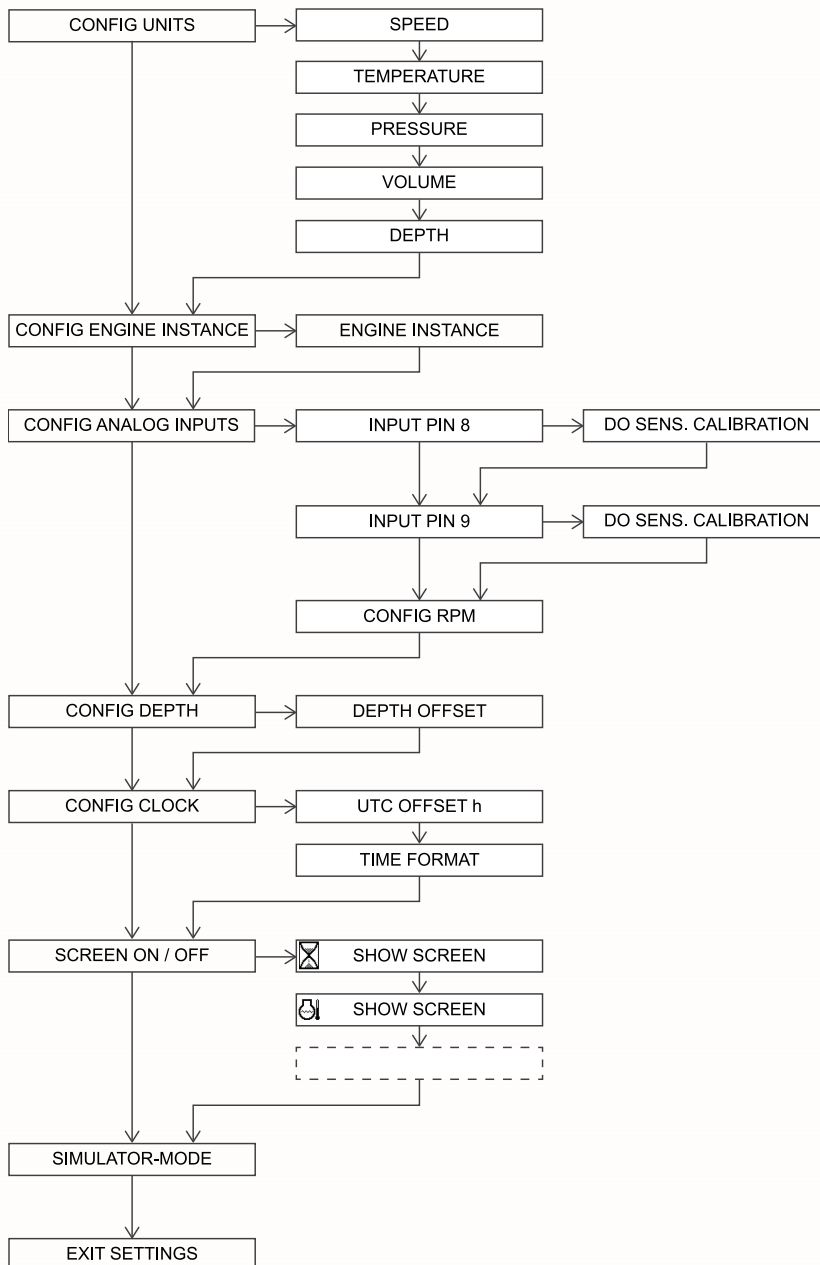 CONFIG UNITS
SPEED
TEMPERATURE
PRESSURE
VOLUME
DEPTH
CONFIG ENGINE INSTANCE
ENGINE INSTANCE
CONFIG ANALOG INPUTS
INPUT PIN 8
DO SENS. CALIBRATION
INPUT PIN 9
DO SENS. CALIBRATION
CONFIG RPM
CONFIG DEPTH
DEPTH OFFSET
CONFIG CLOCK
UTC OFFSET h
TIME FORMAT
SCREEN ON / OFF
SHOW SCREEN
SHOW SCREEN
SIMULATOR-MODE
EXIT SETTINGS